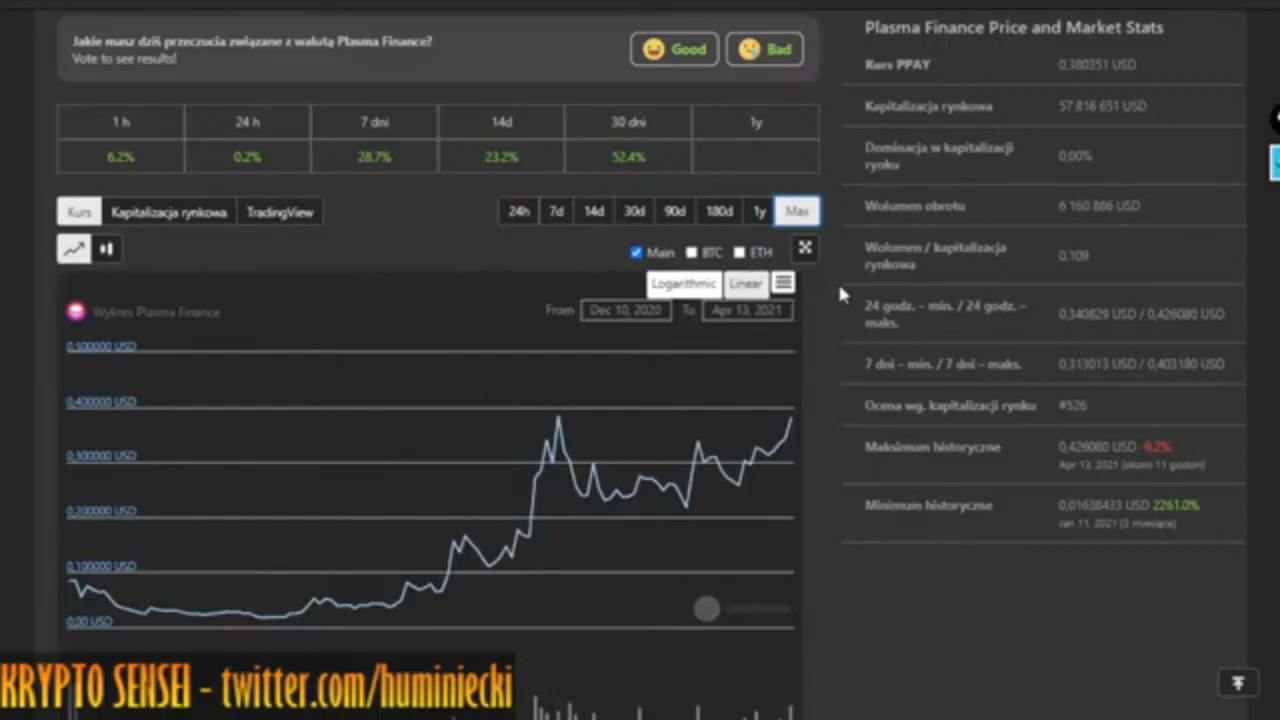 Jakie masz dziś przeczucia związane z walutą Plasma Finance?
Vote to see results!
Good
Bad
1 h 24 h 7 dni 14d 30 dni 1y
6.2% 0.2% 28.7% 23.2% 52.4%
Kurs Kapitalizacja rynkowa TradingView
24h 7d 14d 30d 90d 180d 1y Max
Main BTC ETH
Logarithmic Linear
Wykres Plasma Finance
From Dec 10, 2020 To Apr 13, 2021
0,500000 USD
0,400000 USD
0,300000 USD
0,200000 USD
0,100000 USD
0,00 USD
Plasma Finance Price and Market Stats
Kurs PPAY 0,380351 USD
Kapitalizacja rynkowa 57 816 651 USD
Dominacja w kapitalizacji
rynku
0,00%
Wolumen obrotu 6 160 886 USD
Wolumen / kapitalizacja
rynkowa
0.109
24 godz. – min. / 24 godz. –
maks.
0,340829 USD / 0,426080 USD
7 dni – min. / 7 dni – maks. 0,313013 USD / 0,403180 USD
Ocena wg. kapitalizacji rynku #526
Maksimum historyczne 0,426080 USD -9.2%
Apr 13, 2021 (około 11 godzin)
Minimum historyczne 0,01638433 USD 2261.0%
Jan 11, 2021 (3 miesiące)
KRYPTO SENSEI - twitter.com/huminiecki